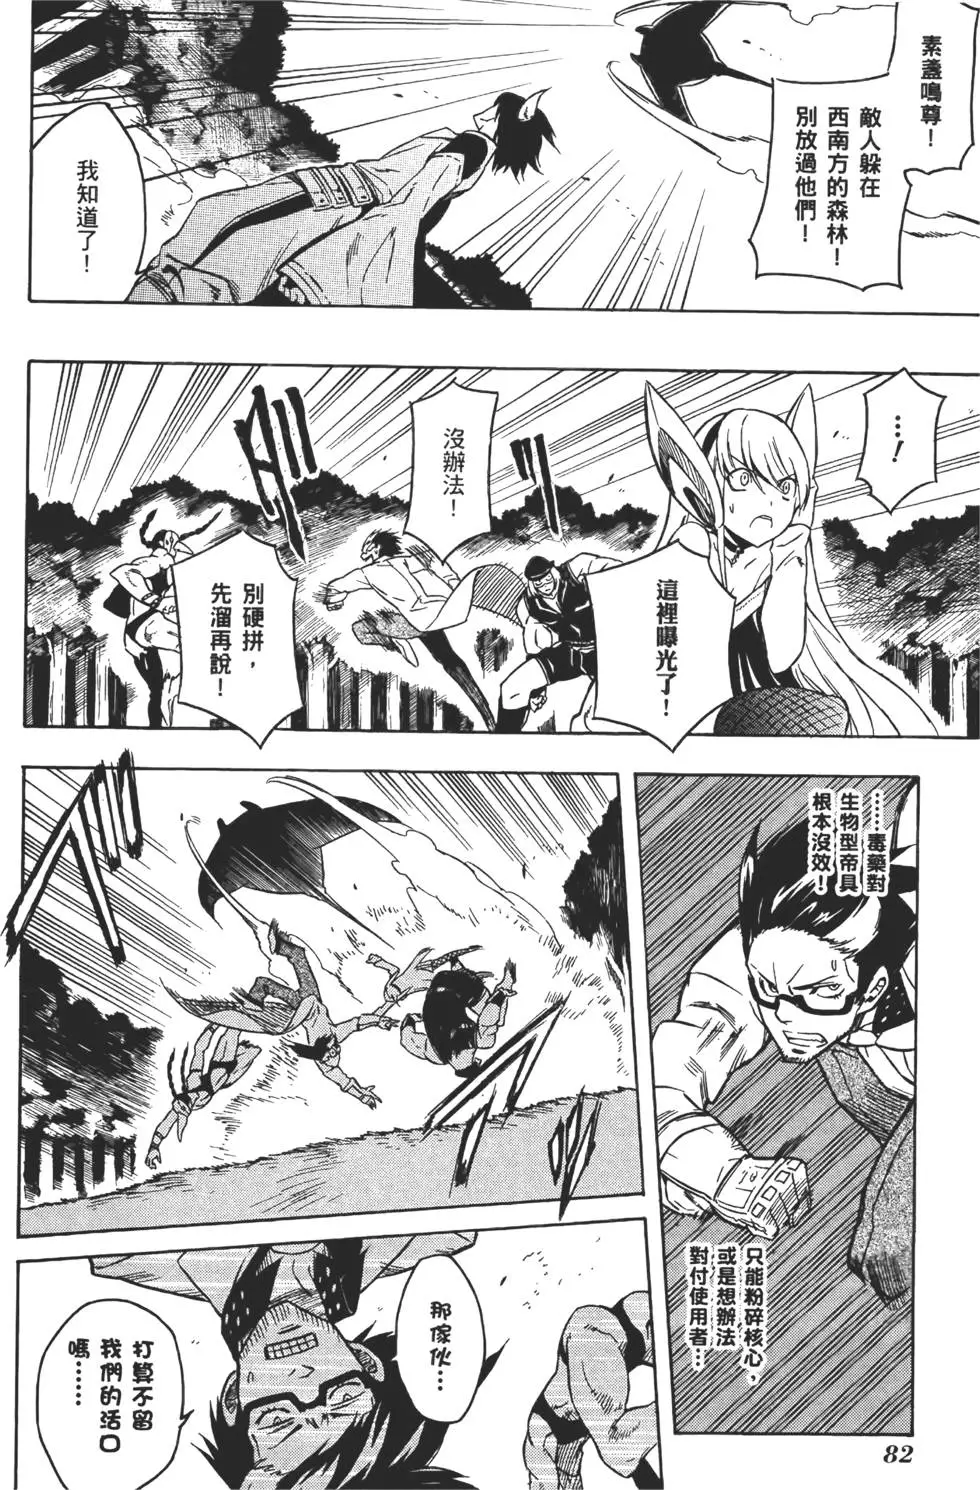 素盞鳴尊！
敵人躲在
西南方的森林！
別放過他們！
我知道了！
…！
這裡曝光了！
沒辦法！
別硬拼，
先溜再說！
……毒藥對
生物型帝具
根本沒效！
只能粉碎核心，
或是想辦法
對付使用者…
那傢伙…
打算不留
我們的活口
嗎……
82